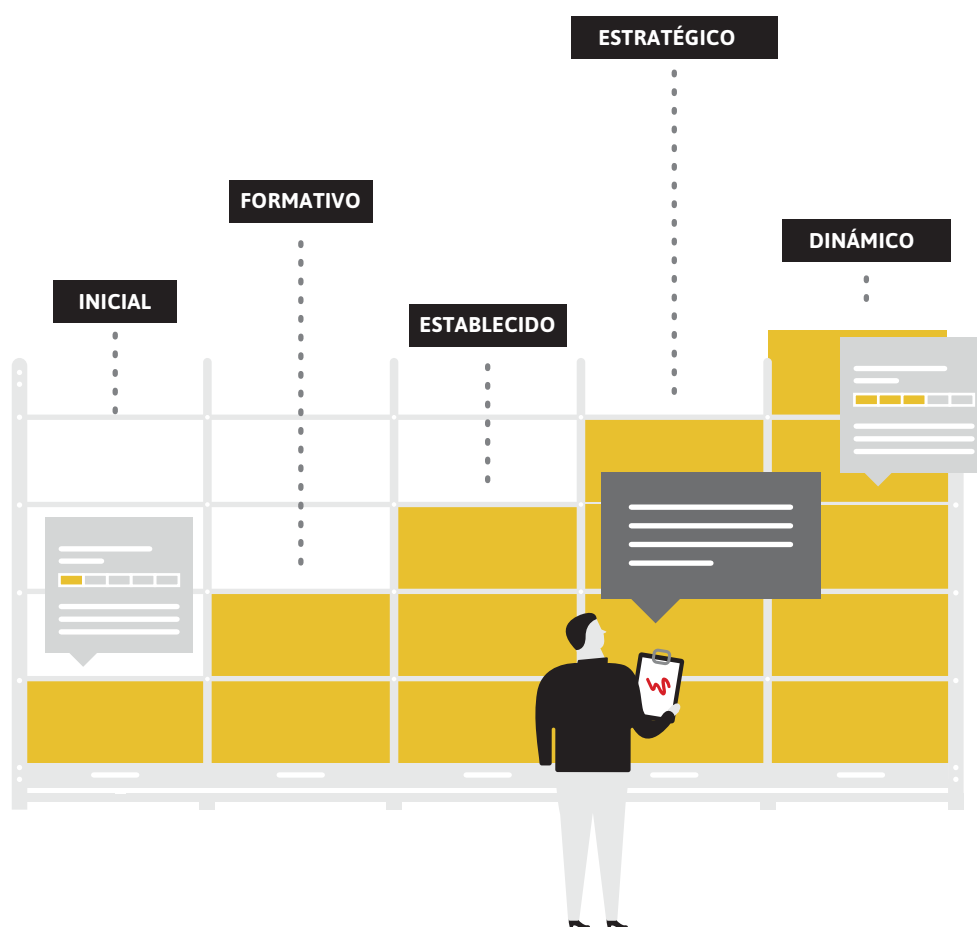 INICIAL
FORMATIVO
ESTABLECIDO
ESTRATÉGICO
DINÁMICO